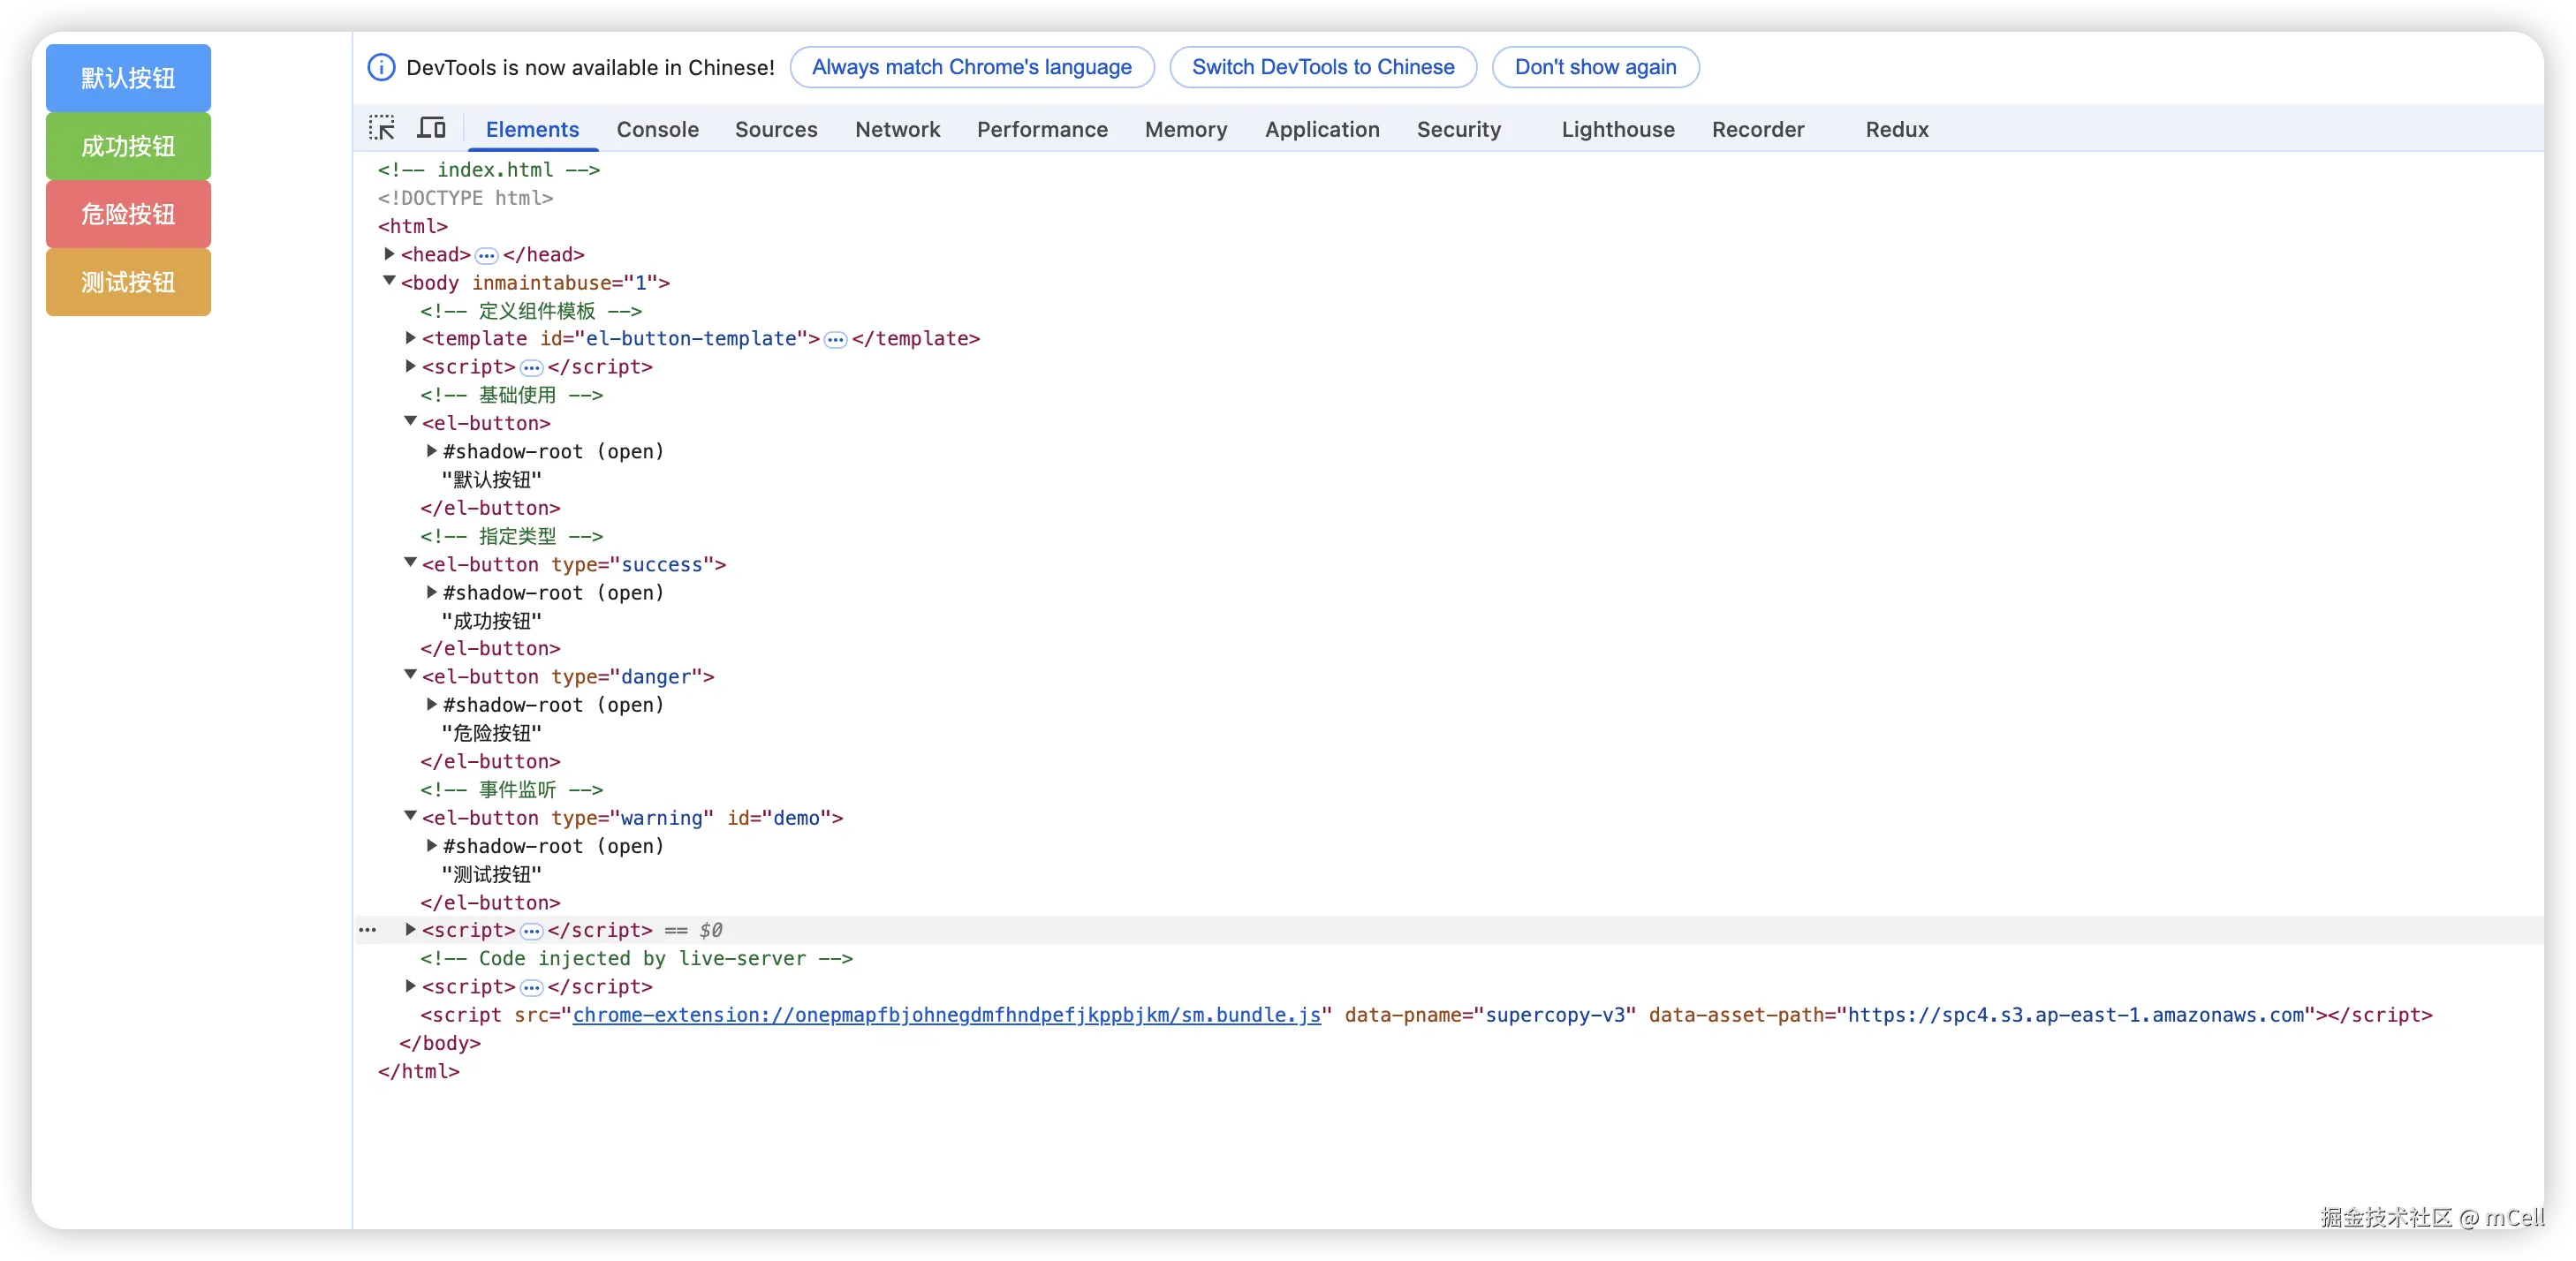 默认按钮
成功按钮
危险按钮
测试按钮
DevTools is now available in Chinese! Always match Chrome's language Switch DevTools to Chinese Don't show again
Elements Console Sources Network Performance Memory Application Security Lighthouse Recorder Redux
<!-- index.html -->
<!DOCTYPE html>
<html>
<head>…</head>
<body inmaintabuse="1">
<!-- 定义组件模板 -->
<template id="el-button-template">…</template>
<script>…</script>
<!-- 基础使用 -->
<el-button>
#shadow-root (open)
"默认按钮"
</el-button>
<!-- 指定类型 -->
<el-button type="success">
#shadow-root (open)
"成功按钮"
</el-button>
<el-button type="danger">
#shadow-root (open)
"危险按钮"
</el-button>
<!-- 事件监听 -->
<el-button type="warning" id="demo">
#shadow-root (open)
"测试按钮"
</el-button>
… <script>…</script> == $0
<!-- Code injected by live-server -->
<script>…</script>
<script src="chrome-extension://onepmapfbjohnegdmfhndpefjkppbjkm/sm.bundle.js" data-pname="supercopy-v3" data-asset-path="https://spc4.s3.ap-east-1.amazonaws.com"></script>
</body>
</html>
掘金技术社区 @ mCell